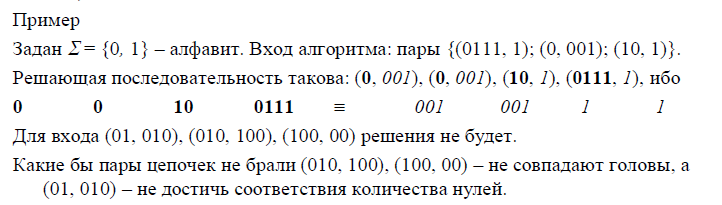 Пример
Задан Σ = {0, 1} – алфавит. Вход алгоритма: пары {(0111, 1); (0, 001); (10, 1)}.
Решающая последовательность такова: (0, 001), (0, 001), (10, 1), (0111, 1), ибо
0 0 10 0111 ≡ 001 001 1 1
Для входа (01, 010), (010, 100), (100, 00) решения не будет.
Какие бы пары цепочек не брали (010, 100), (100, 00) – не совпадают головы, а
(01, 010) – не достичь соответствия количества нулей.